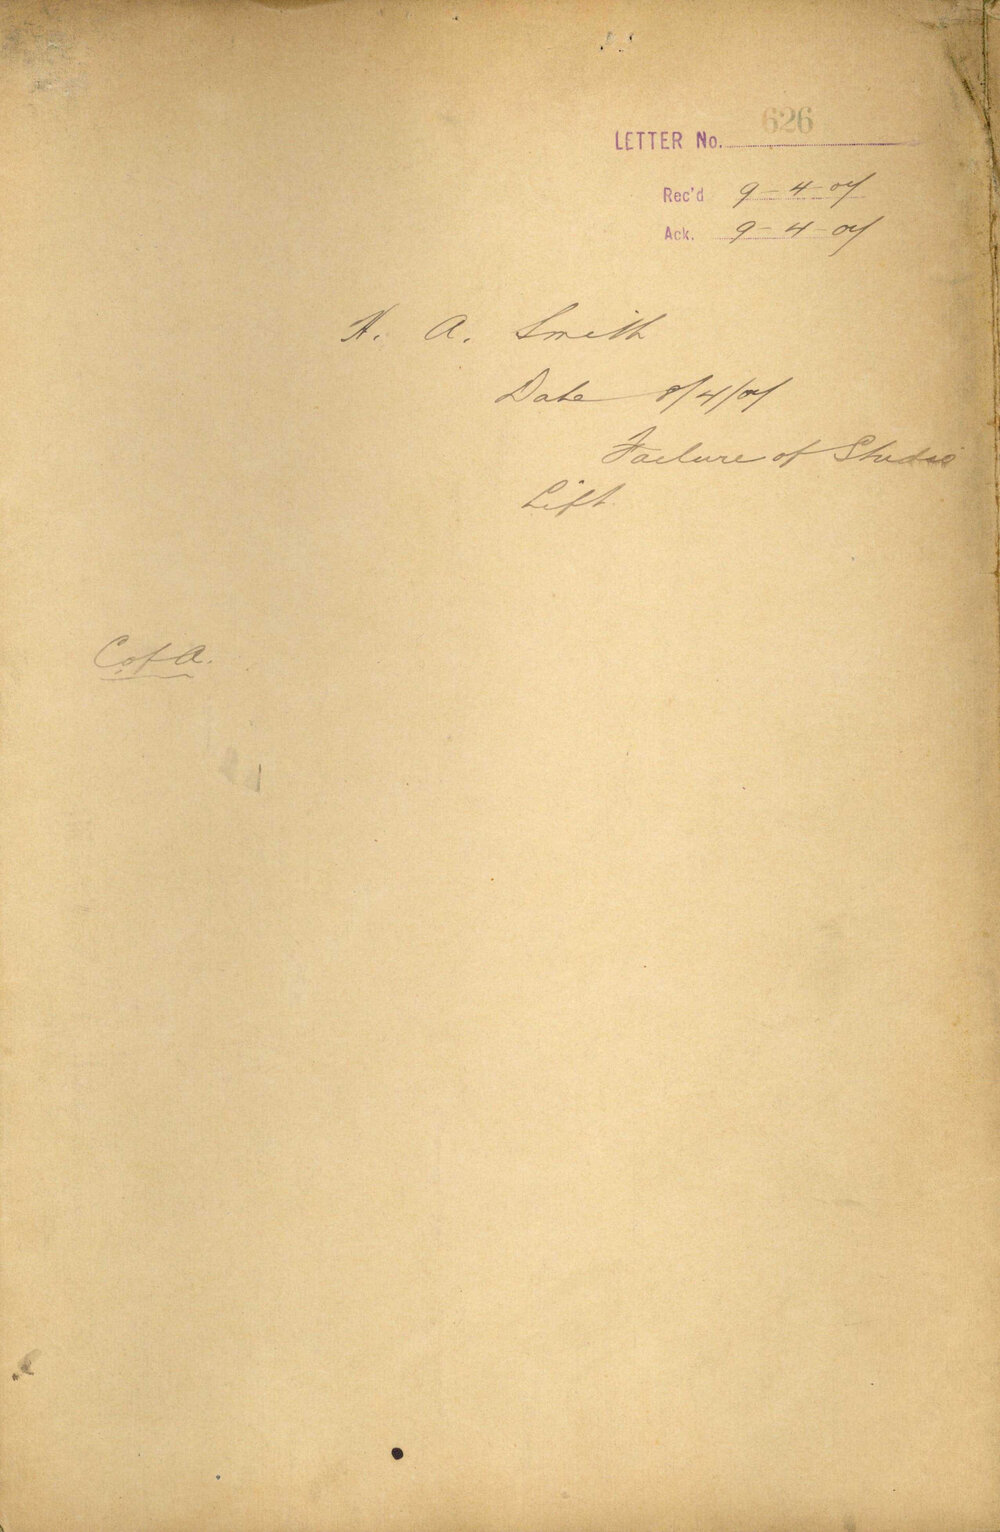 LETTER No. 626
Rec'd 9-4-07
Ack. 9-4-07
H. A. Smith
Date 8/4/07
Failure of Studio
Lift.
C of A.